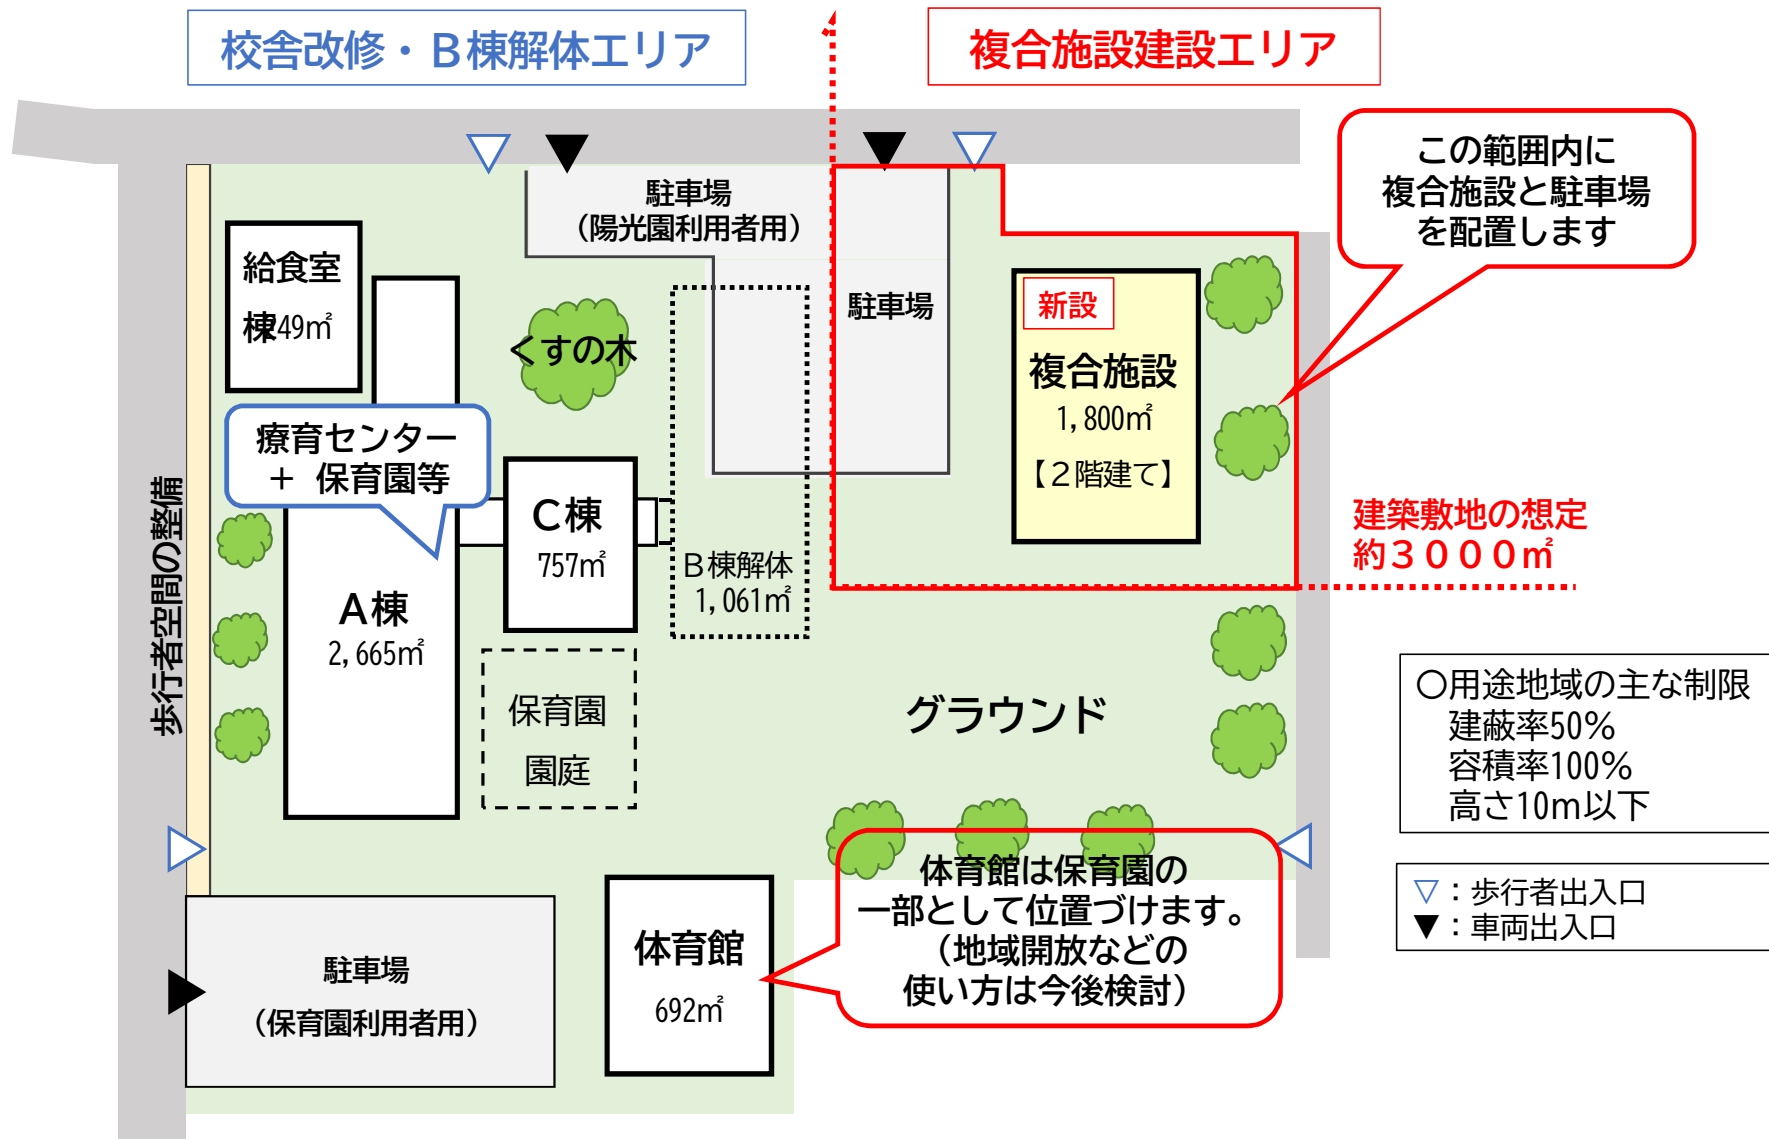 校舎改修・Ｂ棟解体エリア
複合施設建設エリア
この範囲内に
複合施設と駐車場
を配置します
駐車場
（陽光園利用者用）
給食室
棟
49㎡
くすの木
駐車場
新設
複合施設
1,800㎡
【２階建て】
療育センター
＋ 保育園等
Ｃ棟
757㎡
Ｂ棟解体
1,061㎡
建築敷地の想定
約３０００㎡
歩行者空間の整備
Ａ棟
2,665㎡
保育園
園庭
グラウンド
〇用途地域の主な制限
建蔽率50％
容積率100％
高さ10ｍ以下
体育館は保育園の
一部として位置づけます。
（地域開放などの
使い方は今後検討）
▽：歩行者出入口
▼：車両出入口
駐車場
（保育園利用者用）
体育館
692㎡